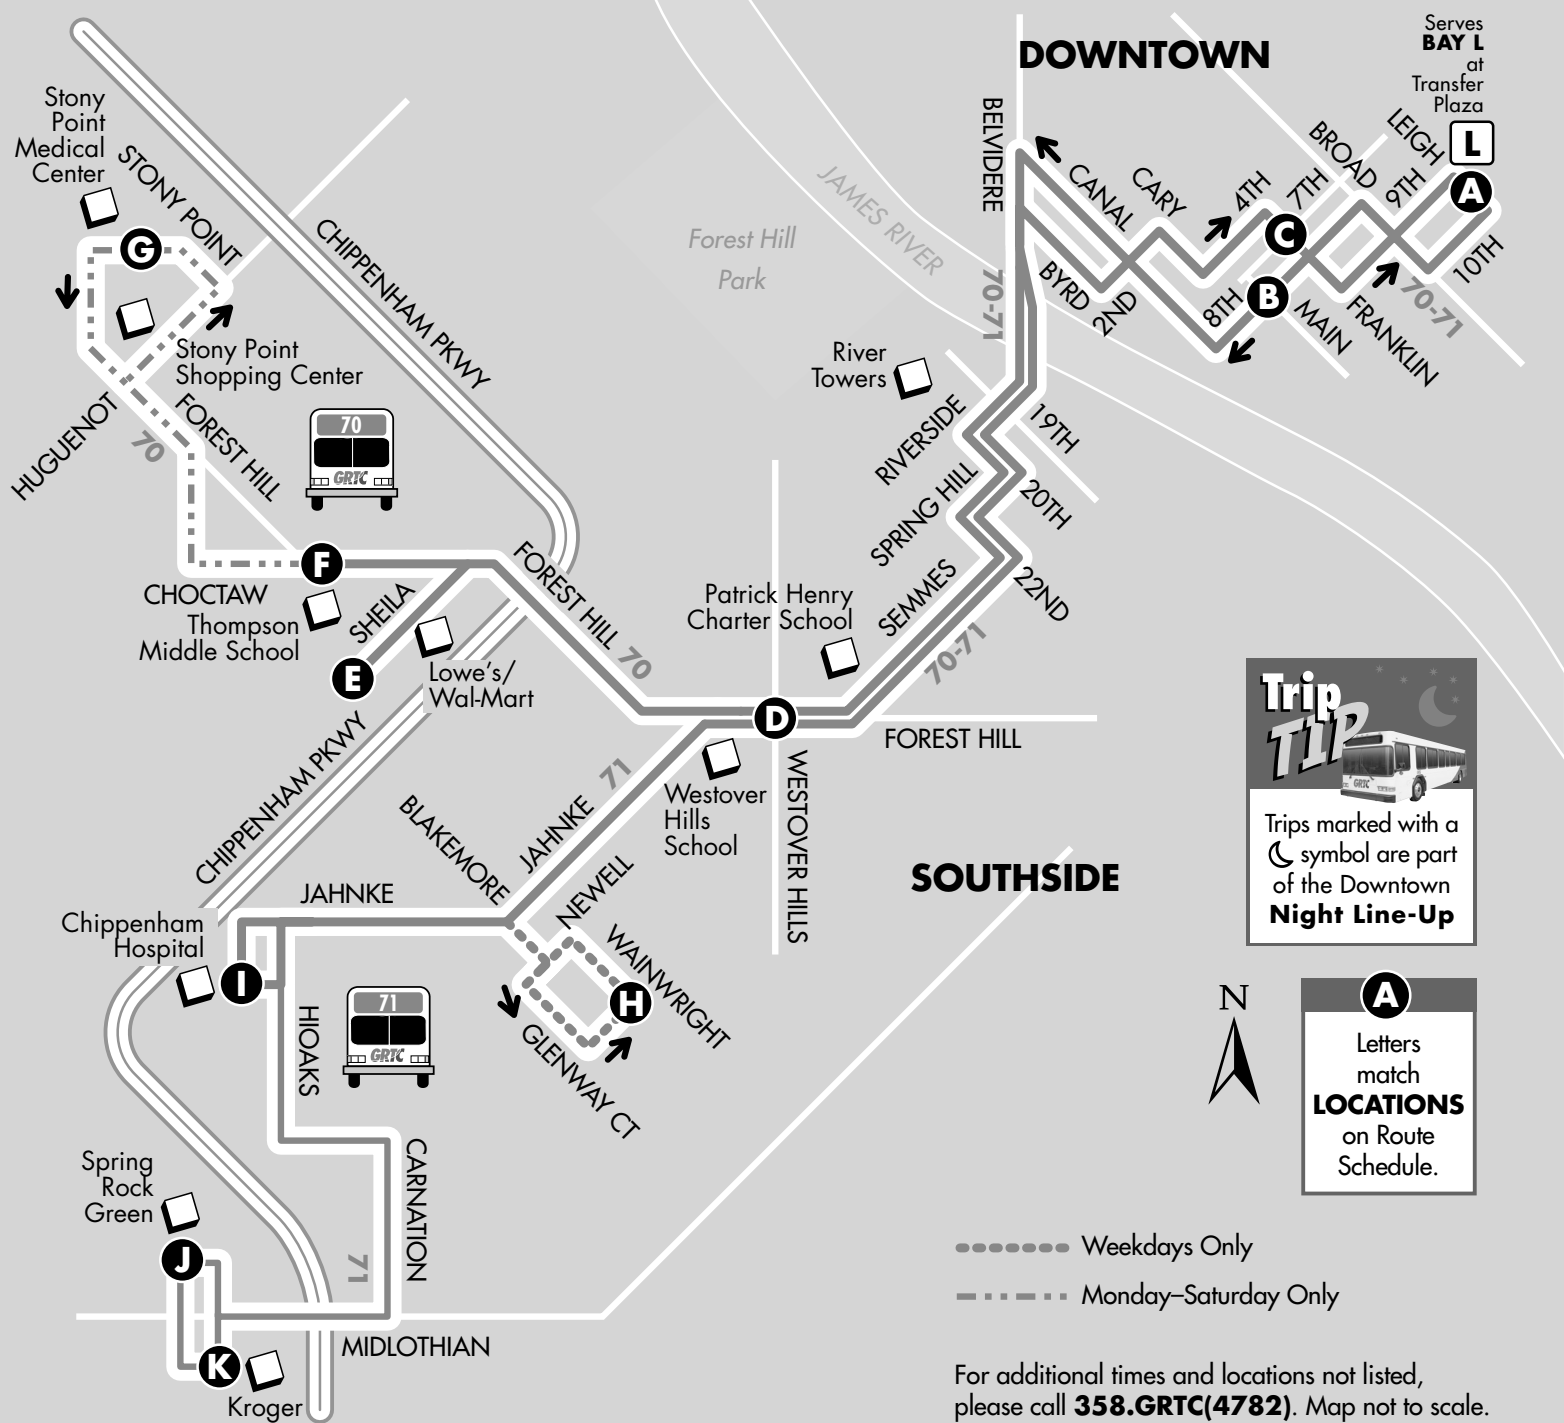 DOWNTOWN
Serves
BAY L
at
Transfer
Plaza
L
A
LEIGH
BROAD
9TH
10TH
7TH
4TH
C
CARY
CANAL
BELVIDERE
B
8TH
MAIN
FRANKLIN
70-71
BYRD
2ND
70-71
JAMES RIVER
Forest Hill
Park
Stony
Point
Medical
Center
STONY POINT
G
CHIPPENHAM PKWY
Stony Point
Shopping Center
HUGUENOT
70
FOREST HILL
70
GRTC
River
Towers
RIVERSIDE
19TH
SPRING HILL
20TH
SEMMES
22ND
70-71
F
CHOCTAW
Thompson
Middle School
SHEILA
E
Lowe's/
Wal-Mart
FOREST HILL
70
Patrick Henry
Charter School
D
FOREST HILL
WESTOVER HILLS
Westover
Hills
School
CHIPPENHAM PKWY
71
JAHNKE
BLAKEMORE
NEWELL
WAINWRIGHT
H
GLENWAY CT
JAHNKE
Chippenham
Hospital
I
HIOAKS
71
GRTC
SOUTHSIDE
CARNATION
71
Spring
Rock
Green
J
K
Kroger
MIDLOTHIAN
Trip
TIP
GRTC
Trips marked with a
symbol are part
of the Downtown
Night Line-Up
N
A
Letters
match
LOCATIONS
on Route
Schedule.
Weekdays Only
Monday–Saturday Only
For additional times and locations not listed,
please call 358.GRTC(4782). Map not to scale.